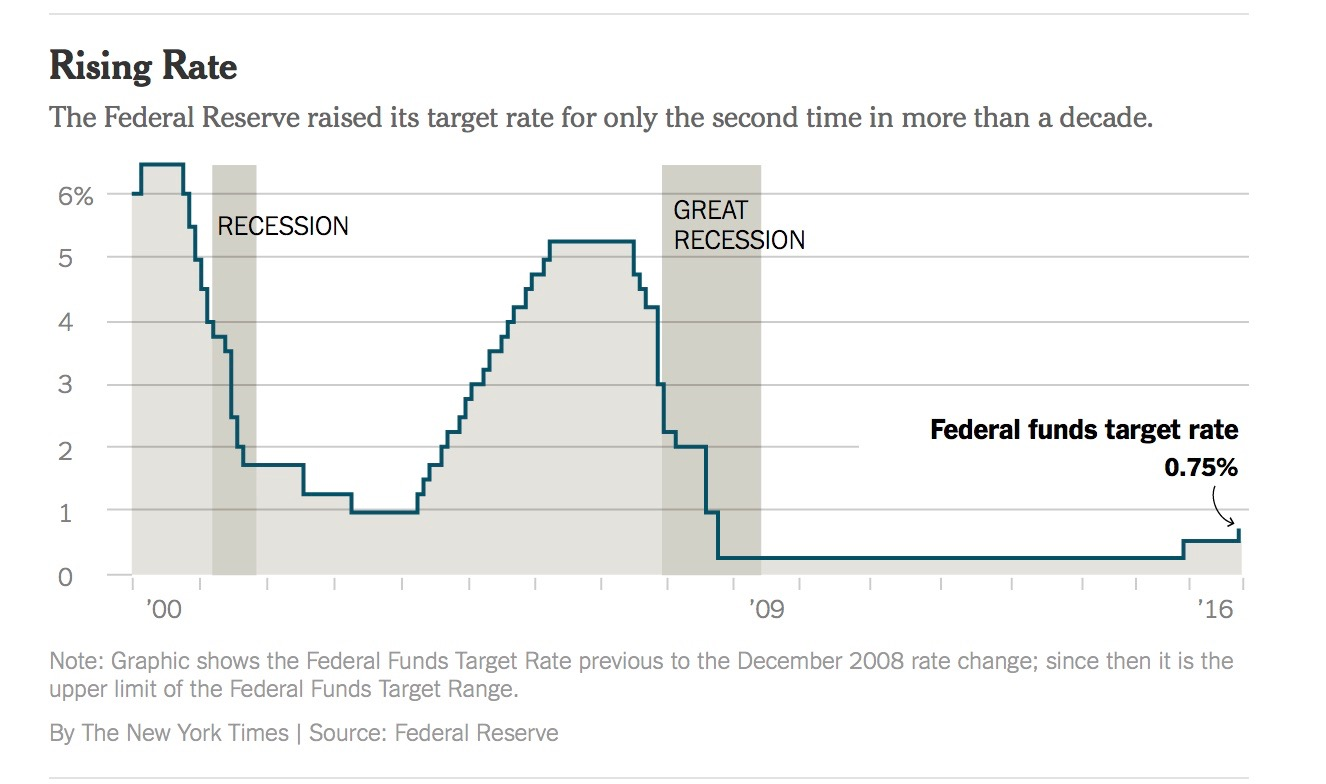 Rising Rate
The Federal Reserve raised its target rate for only the second time in more than a decade.
6%
RECESSION
GREAT
RECESSION
5
4
3
Federal funds target rate
2
0.75%
1
0
’00
’09
’16
Note: Graphic shows the Federal Funds Target Rate previous to the December 2008 rate change; since then it is the
upper limit of the Federal Funds Target Range.
By The New York Times | Source: Federal Reserve